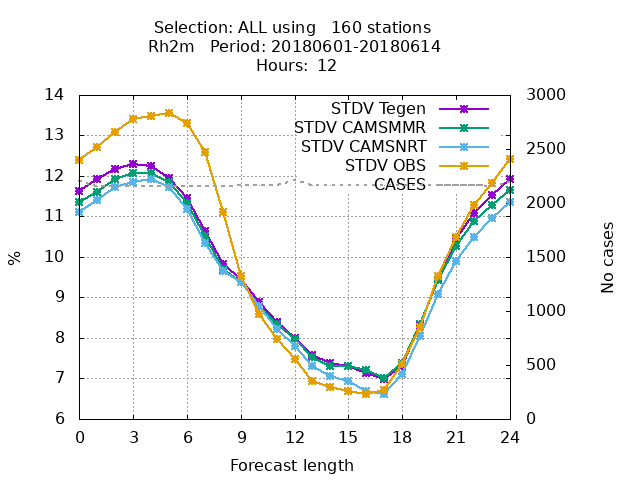 Selection: ALL using   160 stations
Rh2m   Period: 20180601-20180614
Hours: 12
14
13
12
11
10
9
8
7
6
%
3000
2500
2000
1500
1000
500
0
No cases
STDV Tegen
STDV CAMSMMR
STDV CAMSNRT
STDV OBS
CASES
0 3 6 9 12 15 18 21 24
Forecast length